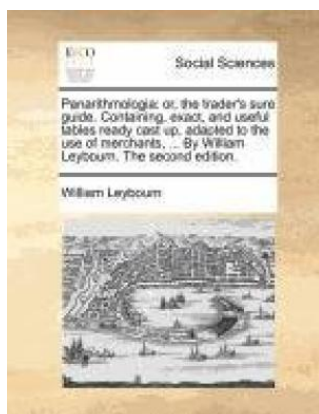 ECCO
Social Sciences
Panarithmologia: or, the trader's sure
guide. Containing, exact, and useful
tables ready cast up, adapted to the
use of merchants, ... By William
Leybourn. The second edition.
William Leybourn